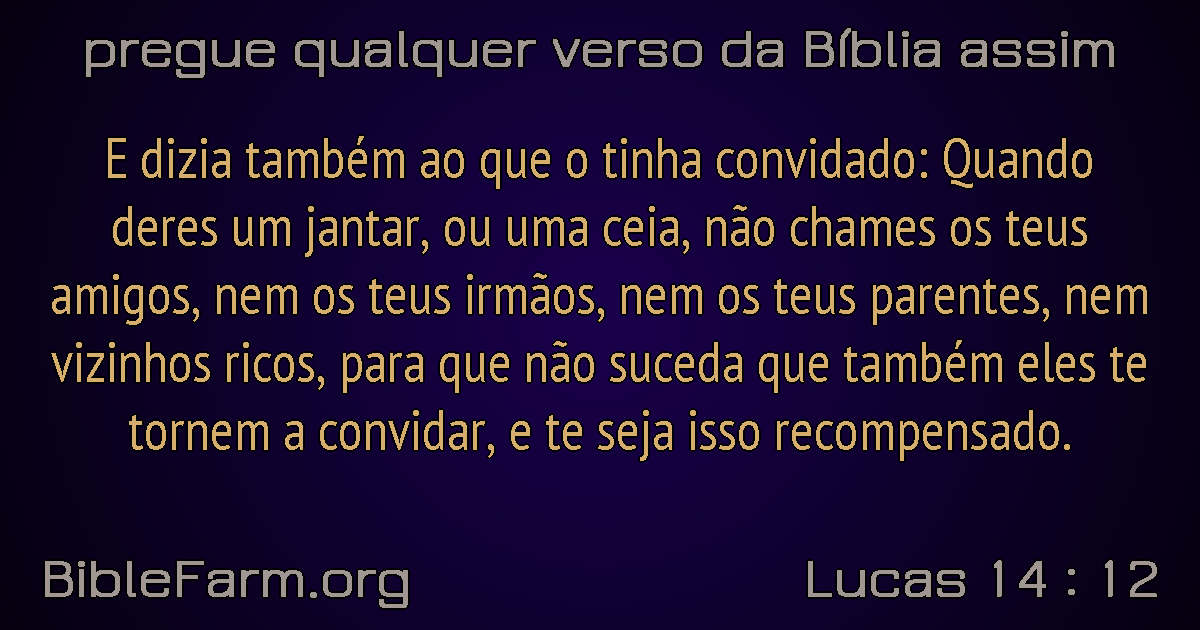 pregue qualquer verso da Bíblia assim
E dizia também ao que o tinha convidado: Quando
deres um jantar, ou uma ceia, não chames os teus
amigos, nem os teus irmãos, nem os teus parentes, nem
vizinhos ricos, para que não suceda que também eles te
tornem a convidar, e te seja isso recompensado.
BibleFarm.org
Lucas 14 : 12